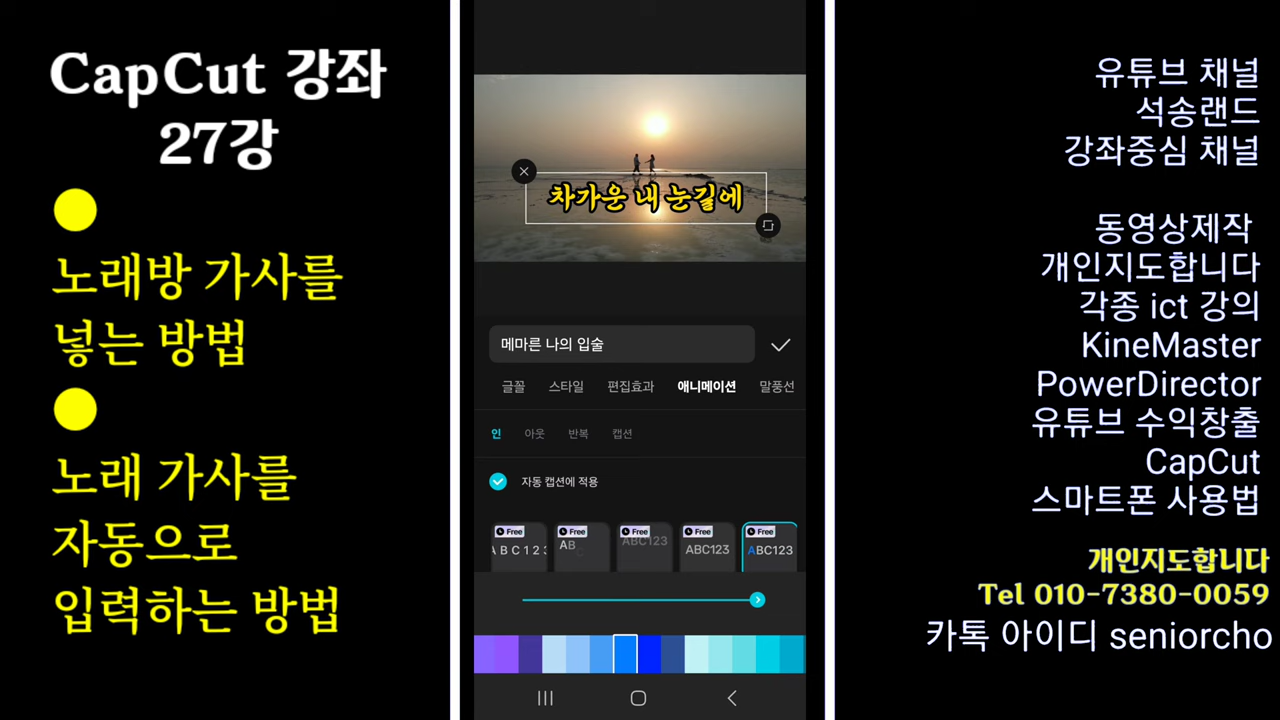 CapCut 강좌
27강
노래방 가사를
넣는 방법
노래 가사를
자동으로
입력하는 방법
차가운 내 눈길에
메마른 나의 입술
글꼴 스타일 편집효과 애니메이션 말풍선
인 아웃 반복 캡션
자동 캡션에 적용
Free Free Free Free Free
A B C 1 2 3 AB ABC123 ABC123 ABC123
유튜브 채널
석송랜드
강좌중심 채널
동영상제작
개인지도합니다
각종 ict 강의
KineMaster
PowerDirector
유튜브 수익창출
CapCut
스마트폰 사용법
개인지도합니다
Tel 010-7380-0059
카톡 아이디 seniorcho